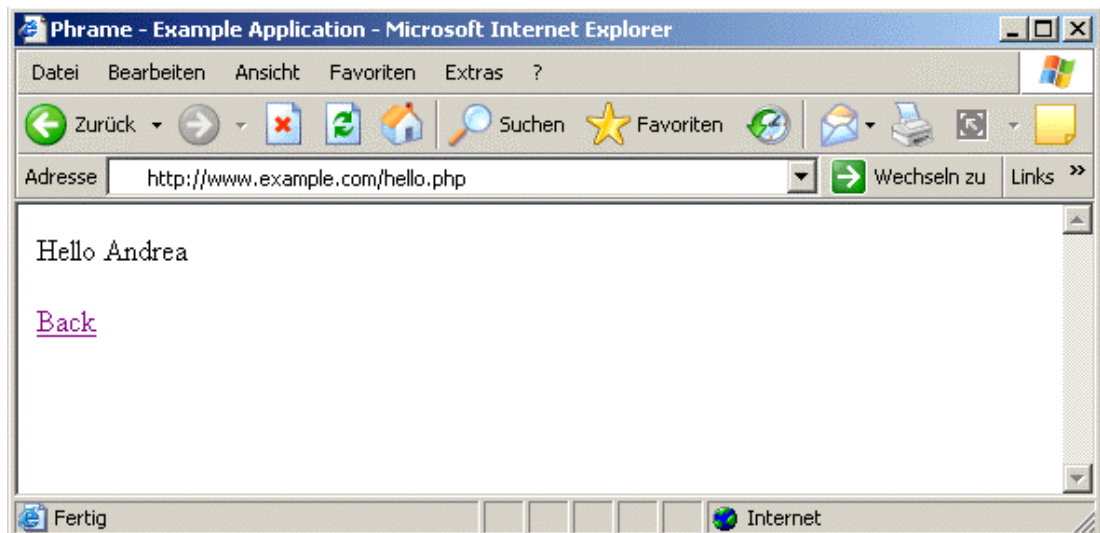 Phrame - Example Application - Microsoft Internet Explorer
Datei Bearbeiten Ansicht Favoriten Extras ?
Zurück Suchen Favoriten
Adresse http://www.example.com/hello.php Wechseln zu Links »
Hello Andrea
Back
Fertig Internet